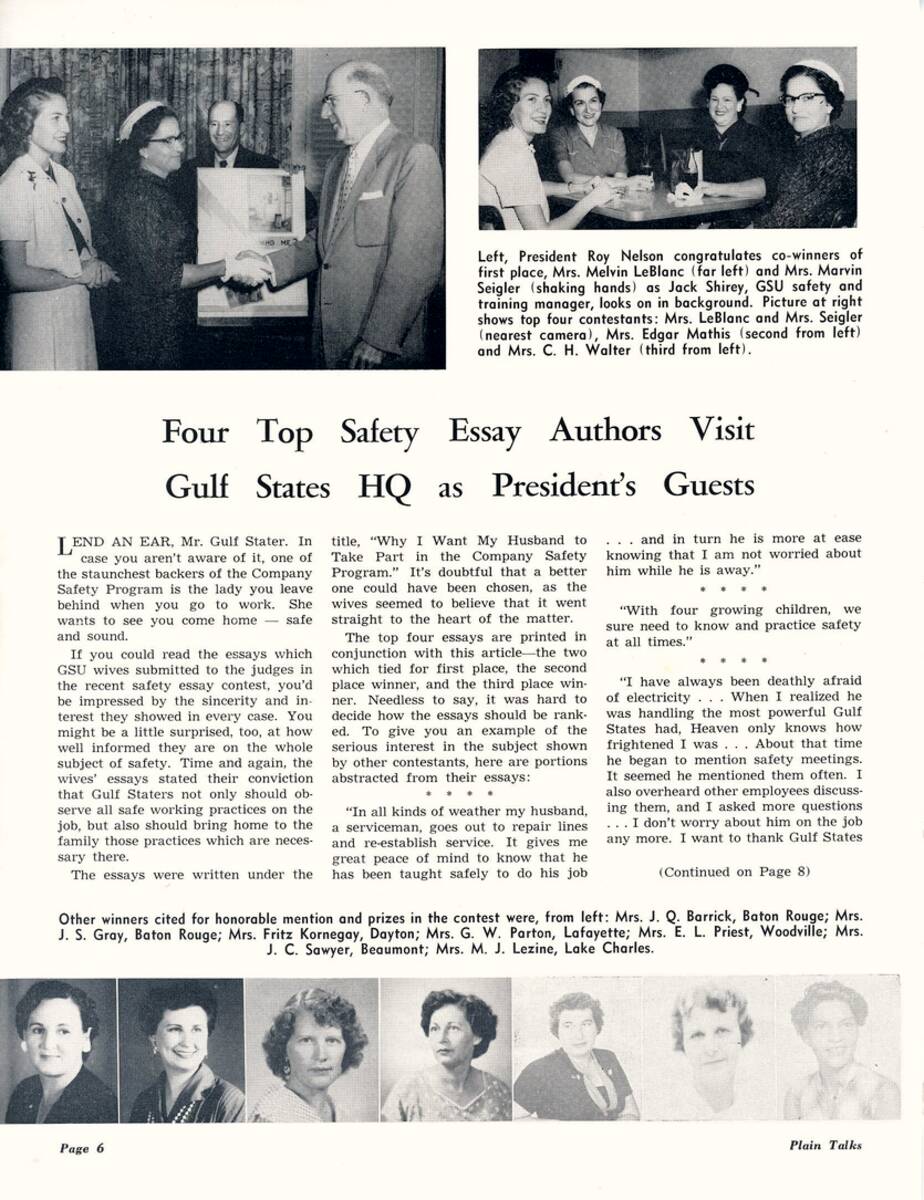 WHO ME?
Left, President Roy Nelson congratulates co-winners of
first place, Mrs. Melvin LeBlanc (far left) and Mrs. Marvin
Seigler (shaking hands) as Jack Shirey, GSU safety and
training manager, looks on in background. Picture at right
shows top four contestants: Mrs. LeBlanc and Mrs. Seigler
(nearest camera), Mrs. Edgar Mathis (second from left)
and Mrs. C. H. Walter (third from left).
Four Top Safety Essay Authors Visit
Gulf States HQ as President's Guests
LEND AN EAR, Mr. Gulf Stater. In
case you aren't aware of it, one of
the staunchest backers of the Company
Safety Program is the lady you leave
behind when you go to work. She
wants to see you come home — safe
and sound.
If you could read the essays which
GSU wives submitted to the judges in
the recent safety essay contest, you'd
be impressed by the sincerity and in-
terest they showed in every case. You
might be a little surprised, too, at how
well informed they are on the whole
subject of safety. Time and again, the
wives' essays stated their conviction
that Gulf Staters not only should ob-
serve all safe working practices on the
job, but also should bring home to the
family those practices which are neces-
sary there.
The essays were written under the
title, "Why I Want My Husband to
Take Part in the Company Safety
Program." It's doubtful that a better
one could have been chosen, as the
wives seemed to believe that it went
straight to the heart of the matter.
The top four essays are printed in
conjunction with this article—the two
which tied for first place, the second
place winner, and the third place win-
ner. Needless to say, it was hard to
decide how the essays should be rank-
ed. To give you an example of the
serious interest in the subject shown
by other contestants, here are portions
abstracted from their essays:
* * * *
"In all kinds of weather my husband,
a serviceman, goes out to repair lines
and re-establish service. It gives me
great peace of mind to know that he
has been taught safely to do his job
. . . and in turn he is more at ease
knowing that I am not worried about
him while he is away."
* * * *
"With four growing children, we
sure need to know and practice safety
at all times."
* * * *
"I have always been deathly afraid
of electricity . . . When I realized he
was handling the most powerful Gulf
States had, Heaven only knows how
frightened I was . . . About that time
he began to mention safety meetings.
It seemed he mentioned them often. I
also overheard other employees discuss-
ing them, and I asked more questions
. . . I don't worry about him on the job
any more. I want to thank Gulf States
(Continued on Page 8)
Other winners cited for honorable mention and prizes in the contest were, from left: Mrs. J. Q. Barrick, Baton Rouge; Mrs.
J. S. Gray, Baton Rouge; Mrs. Fritz Kornegay, Dayton; Mrs. G. W. Parton, Lafayette; Mrs. E. L. Priest, Woodville; Mrs.
J. C. Sawyer, Beaumont; Mrs. M. J. Lezine, Lake Charles.
Page 6
Plain Talks